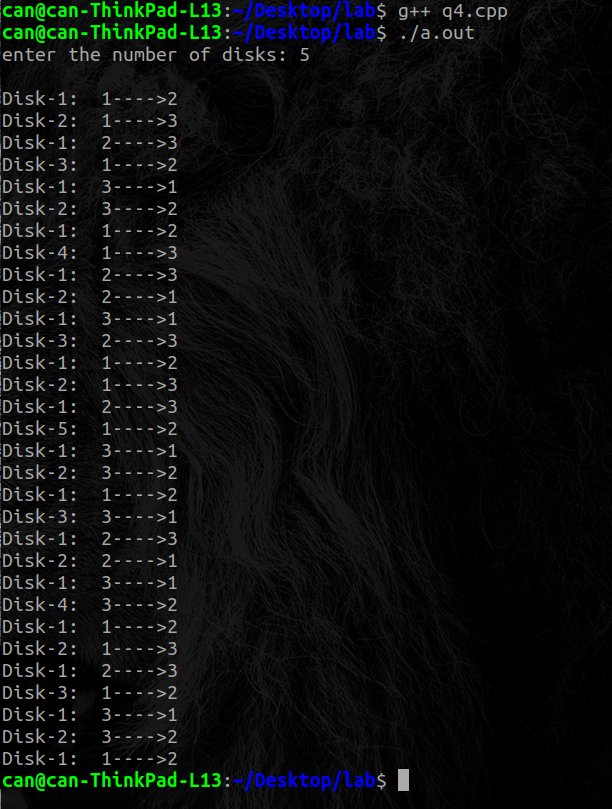 can@can-ThinkPad-L13:~/Desktop/lab$ g++ q4.cpp
can@can-ThinkPad-L13:~/Desktop/lab$ ./a.out
enter the number of disks: 5
Disk-1:  1---->2
Disk-2:  1---->3
Disk-1:  2---->3
Disk-3:  1---->2
Disk-1:  3---->1
Disk-2:  3---->2
Disk-1:  1---->2
Disk-4:  1---->3
Disk-1:  2---->3
Disk-2:  2---->1
Disk-1:  3---->1
Disk-3:  2---->3
Disk-1:  1---->2
Disk-2:  1---->3
Disk-1:  2---->3
Disk-5:  1---->2
Disk-1:  3---->1
Disk-2:  3---->2
Disk-1:  1---->2
Disk-3:  3---->1
Disk-1:  2---->3
Disk-2:  2---->1
Disk-1:  3---->1
Disk-4:  3---->2
Disk-1:  1---->2
Disk-2:  1---->3
Disk-1:  2---->3
Disk-3:  1---->2
Disk-1:  3---->1
Disk-2:  3---->2
Disk-1:  1---->2
can@can-ThinkPad-L13:~/Desktop/lab$